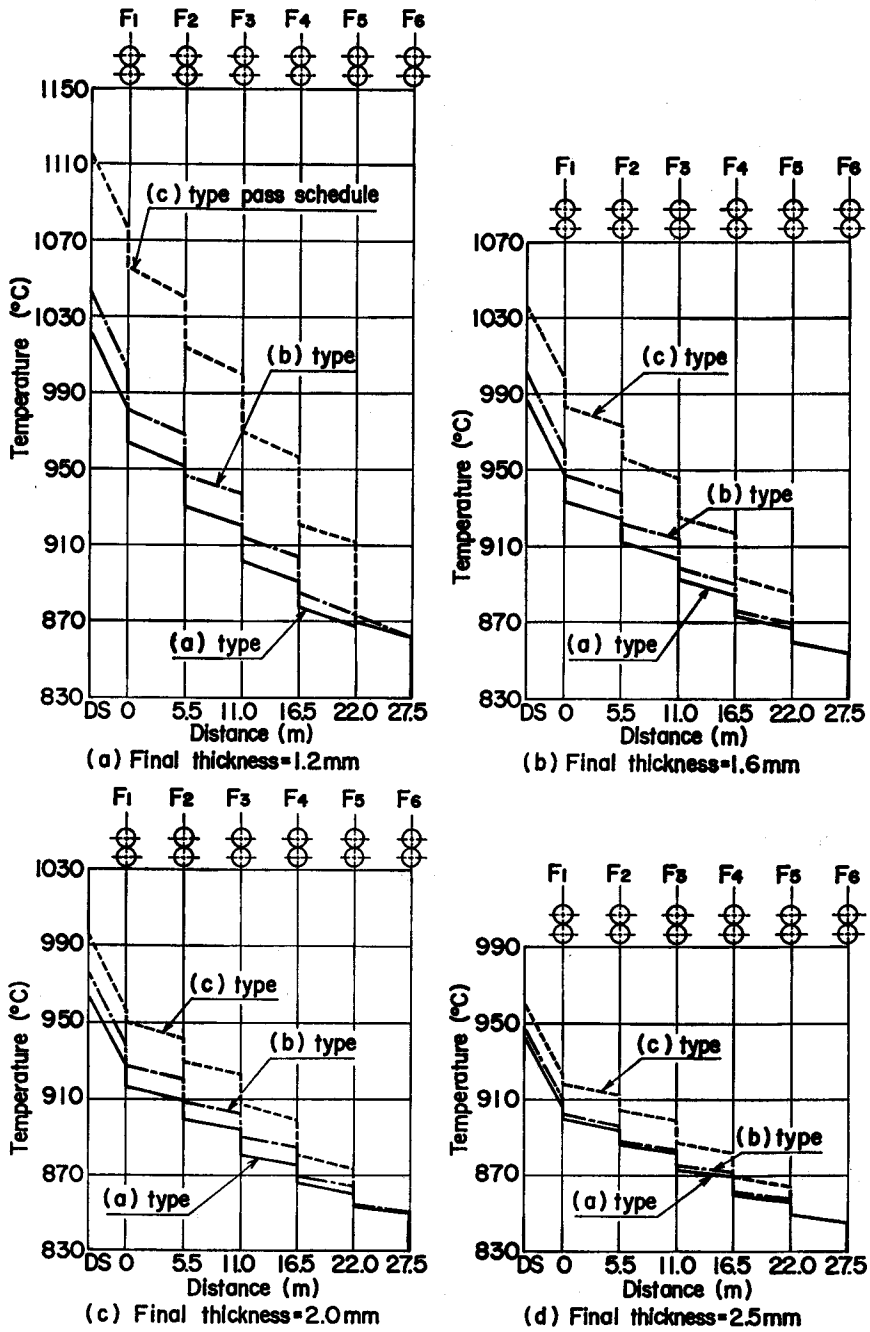 F1 F2 F3 F4 F5 F6
1150
1110
1070
1030
990
950
910
870
830
Temperature (°C)
(c) type pass schedule
(b) type
(a) type
DS 0 5.5 11.0 16.5 22.0 27.5
Distance (m)
(a) Final thickness=1.2mm
F1 F2 F3 F4 F5 F6
1070
1030
990
950
910
870
830
Temperature (°C)
(c) type
(b) type
(a) type
DS 0 5.5 11.0 16.5 22.0 27.5
Distance (m)
(b) Final thickness=1.6mm
F1 F2 F3 F4 F5 F6
1030
990
950
910
870
830
Temperature (°C)
(c) type
(b) type
(a) type
DS 0 5.5 11.0 16.5 22.0 27.5
Distance (m)
(c) Final thickness=2.0mm
F1 F2 F3 F4 F5 F6
990
950
910
870
830
Temperature (°C)
(c) type
(b) type
(a) type
DS 0 5.5 11.0 16.5 22.0 27.5
Distance (m)
(d) Final thickness=2.5mm